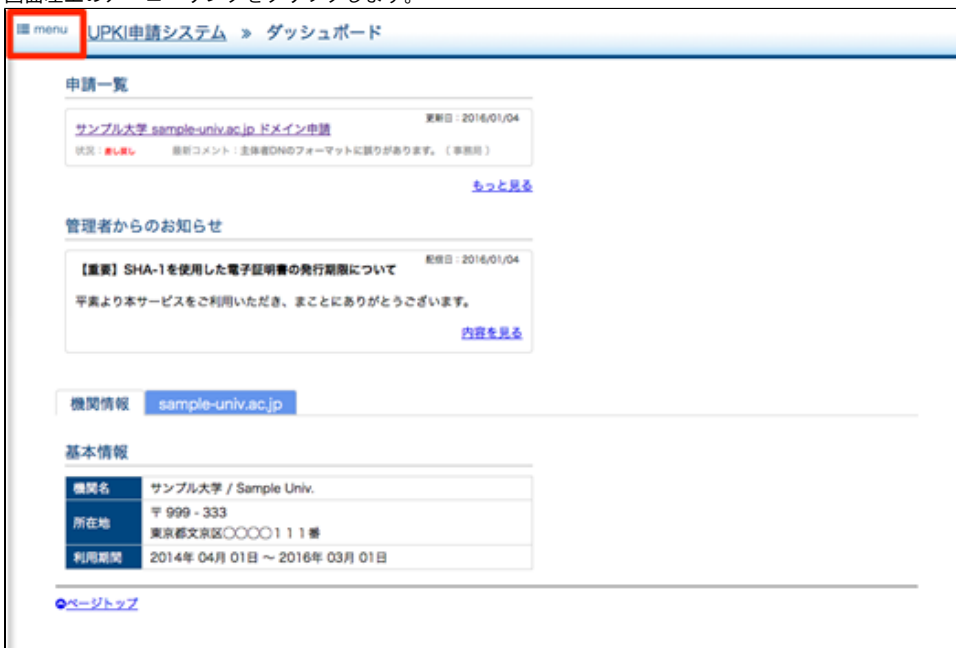 menu UPKI申請システム » ダッシュボード
申請一覧
更新日：2016/01/04
サンプル大学 sample-univ.ac.jp ドメイン申請
状況：差し戻し 最新コメント：主体者DNのフォーマットに誤りがあります。（事務局）
もっと見る
管理者からのお知らせ
配信日：2016/01/04
【重要】SHA-1を使用した電子証明書の発行期限について
平素より本サービスをご利用いただき、まことにありがとうございます。
内容を見る
機関情報 sample-univ.ac.jp
基本情報
機関名 サンプル大学 / Sample Univ.
所在地 〒 999 - 333
東京都文京区〇〇〇〇１１１番
利用期間 2014年 04月 01日 ～ 2016年 03月 01日
ページトップ